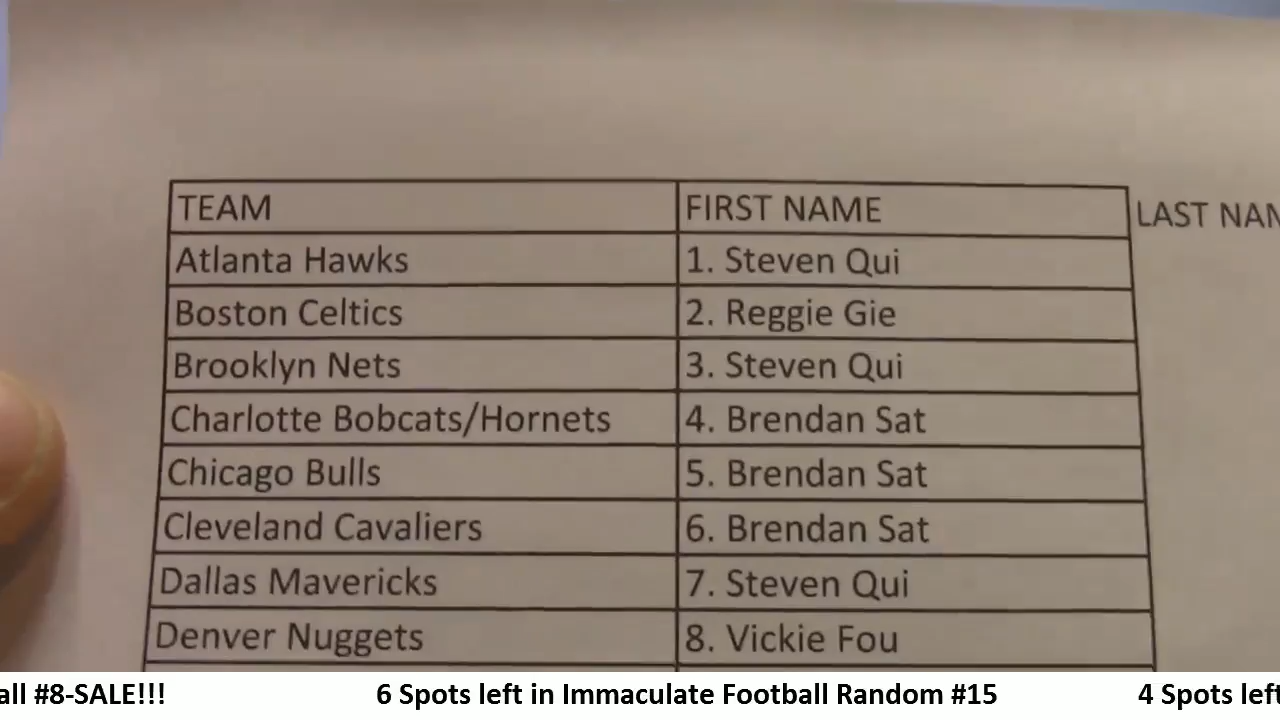 TEAM FIRST NAME LAST NAM
Atlanta Hawks 1. Steven Qui
Boston Celtics 2. Reggie Gie
Brooklyn Nets 3. Steven Qui
Charlotte Bobcats/Hornets 4. Brendan Sat
Chicago Bulls 5. Brendan Sat
Cleveland Cavaliers 6. Brendan Sat
Dallas Mavericks 7. Steven Qui
Denver Nuggets 8. Vickie Fou
all #8-SALE!!! 6 Spots left in Immaculate Football Random #15 4 Spots left